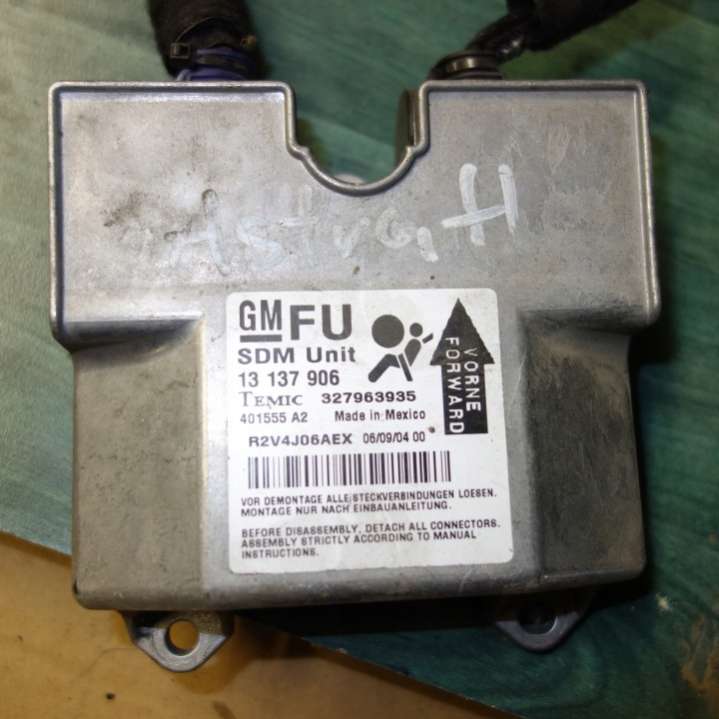 Astra, H
GM FU
SDM Unit
13 137 906
TEMIC 327963935
401555 A2 Made in Mexico
R2V4J06AEX 06/09/04 00
VORNE
FORWARD
VOR DEMONTAGE ALLE STECKVERBINDUNGEN LOESEN.
MONTAGE NUR NACH EINBAUANLEITUNG.
BEFORE DISASSEMBLY, DETACH ALL CONNECTORS.
ASSEMBLY STRICTLY ACCORDING TO MANUAL
INSTRUCTIONS.